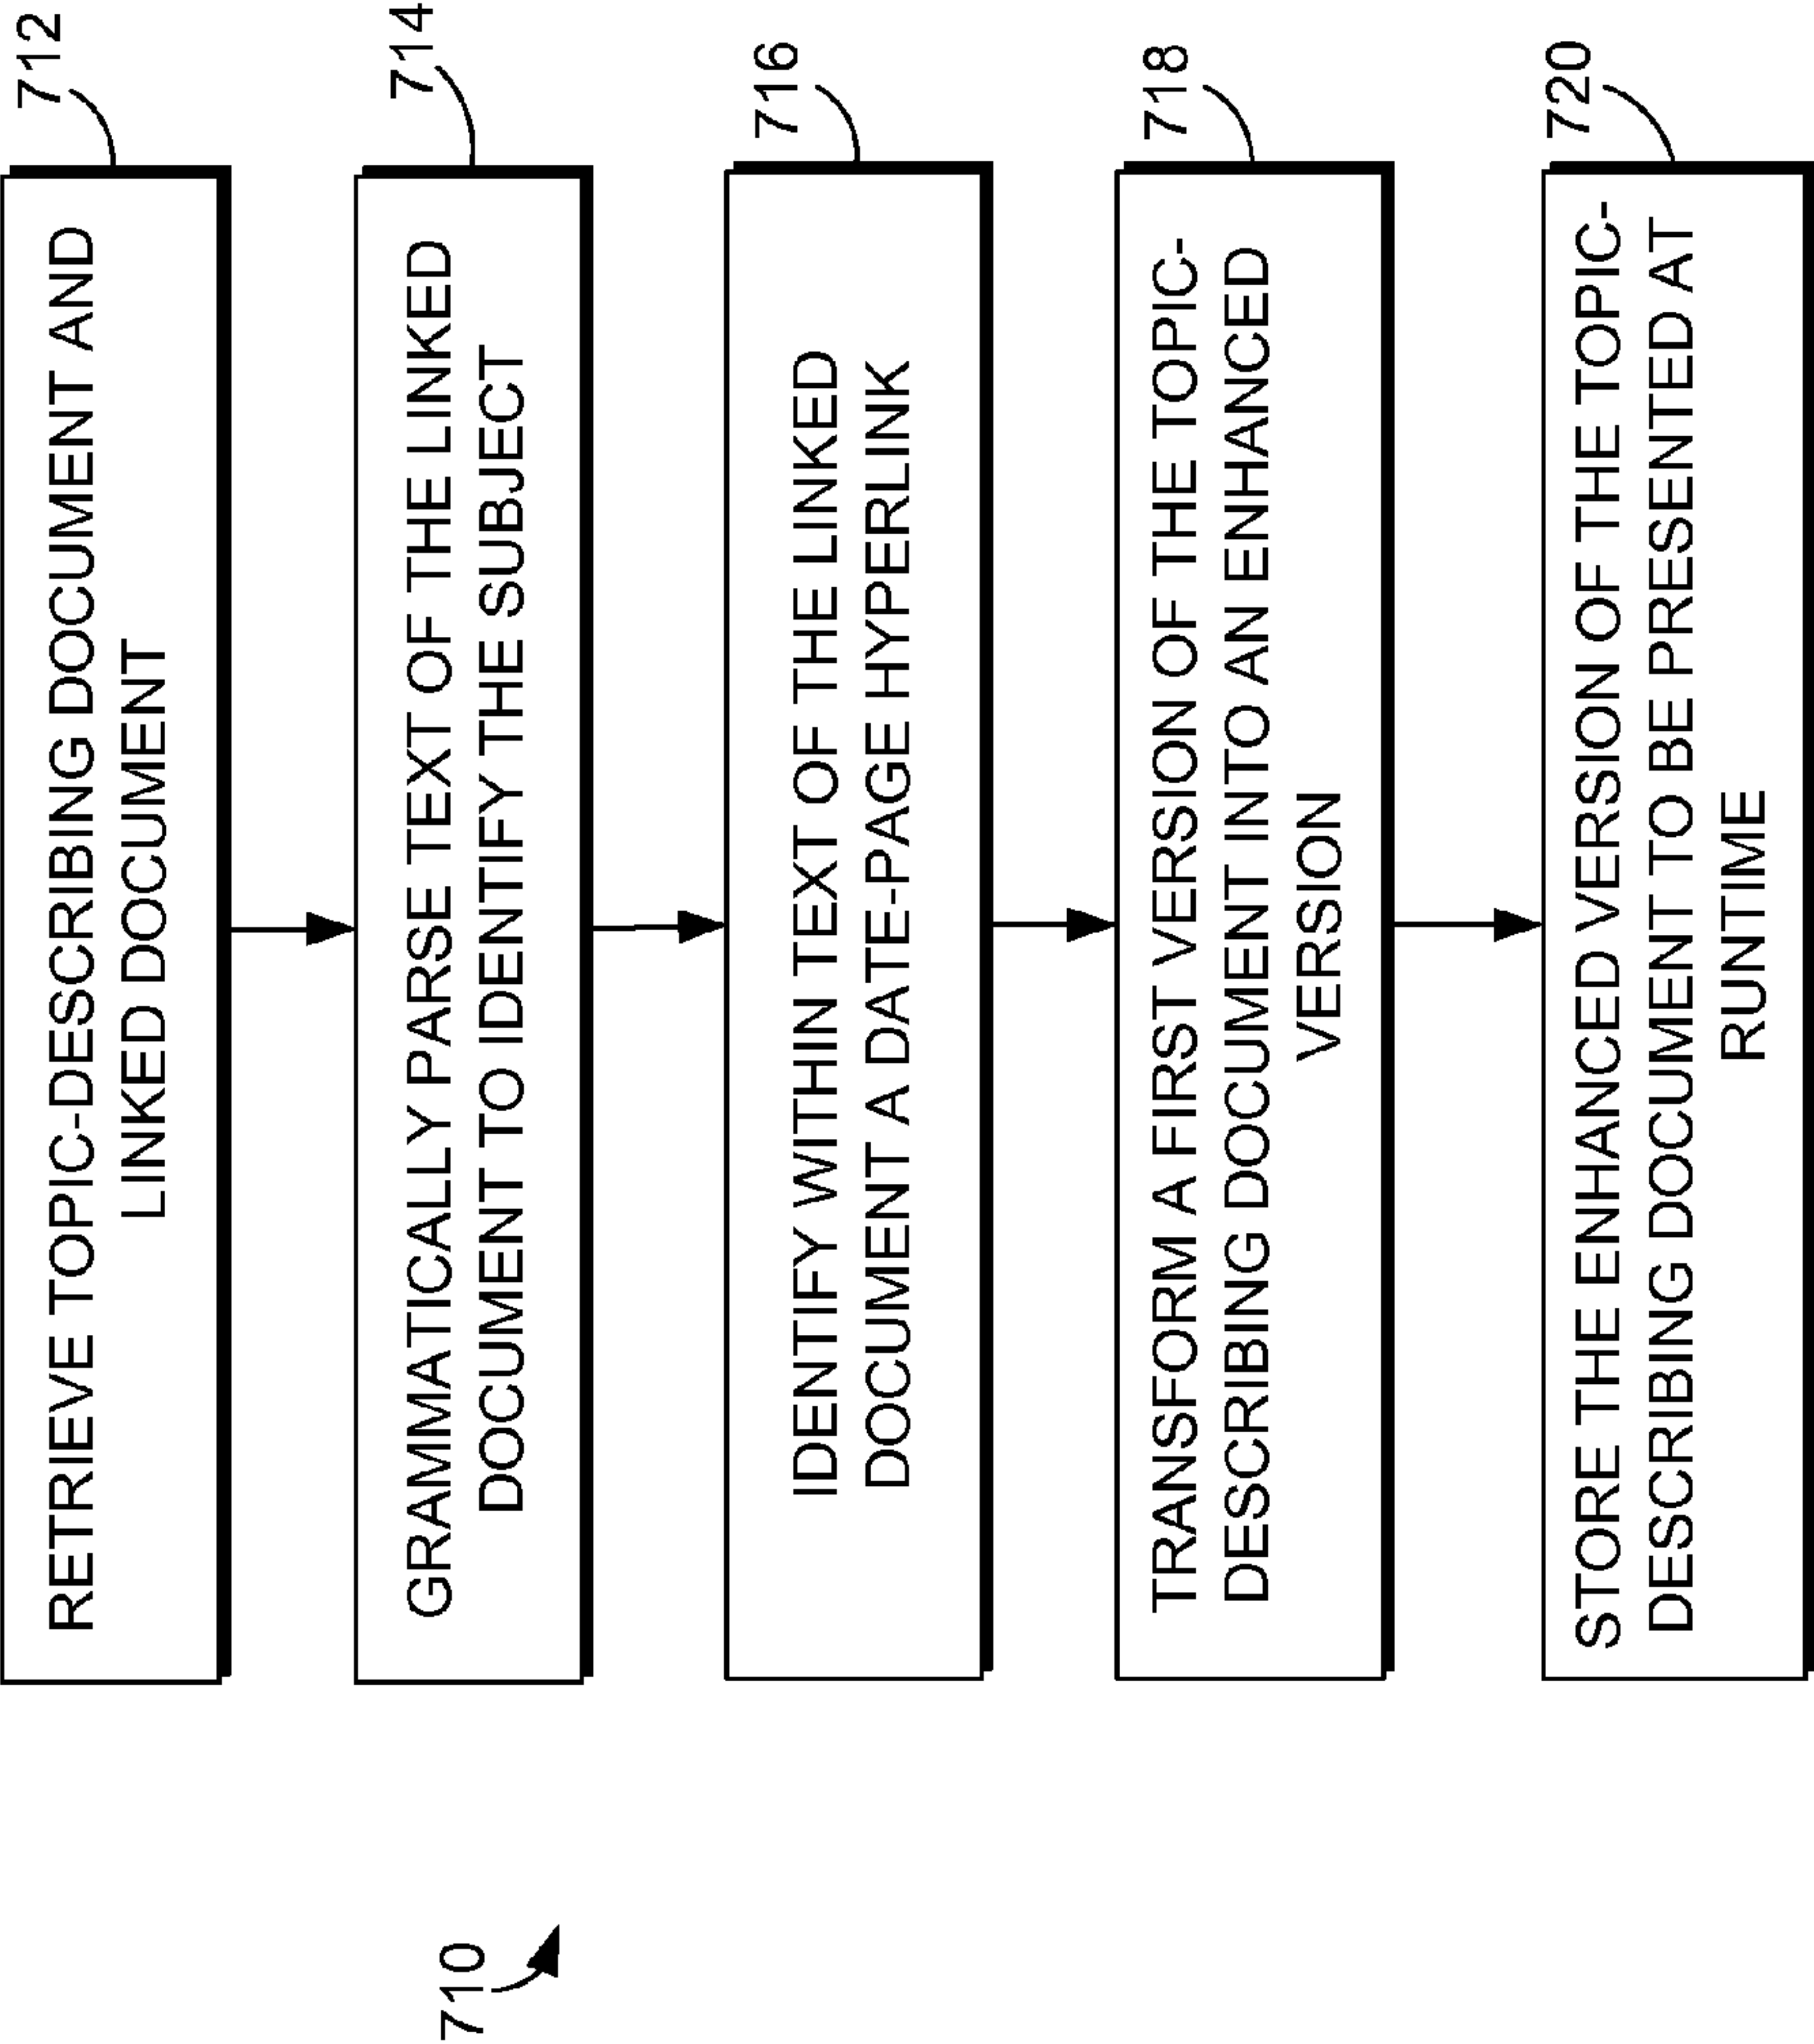 710
712
RETRIEVE TOPIC-DESCRIBING DOCUMENT AND
LINKED DOCUMENT
714
GRAMMATICALLY PARSE TEXT OF THE LINKED
DOCUMENT TO IDENTIFY THE SUBJECT
716
IDENTIFY WITHIN TEXT OF THE LINKED
DOCUMENT A DATE-PAGE HYPERLINK
718
TRANSFORM A FIRST VERSION OF THE TOPIC-
DESCRIBING DOCUMENT INTO AN ENHANCED
VERSION
720
STORE THE ENHANCED VERSION OF THE TOPIC-
DESCRIBING DOCUMENT TO BE PRESENTED AT
RUNTIME